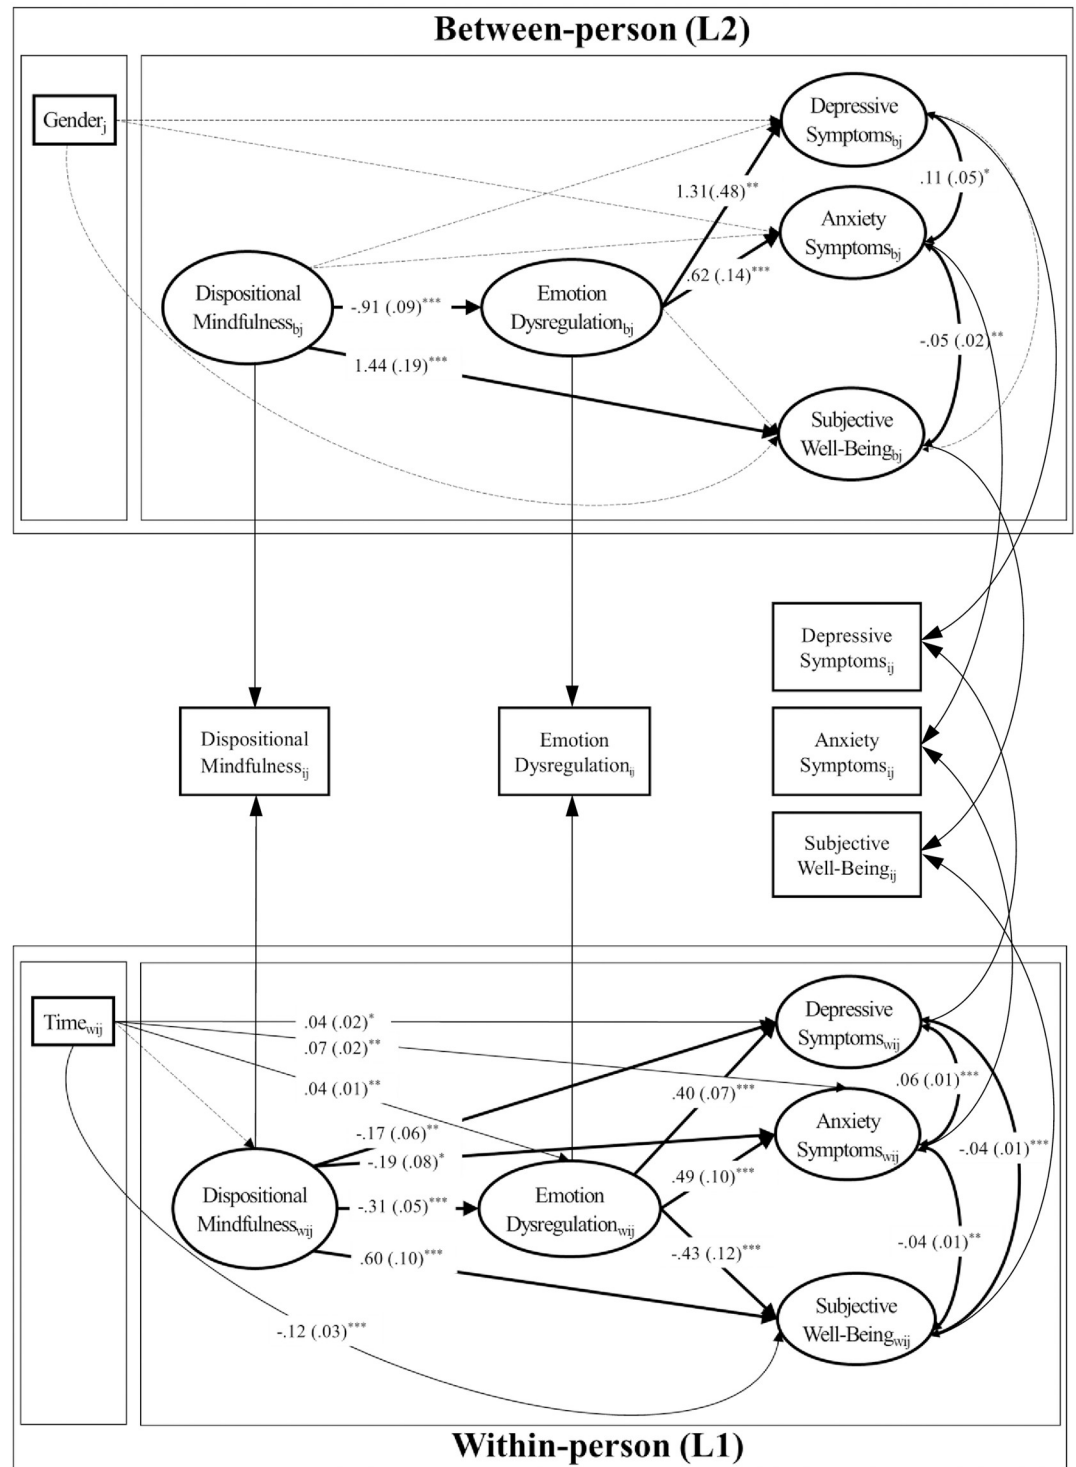 Between-person (L2)
Gender_j
Depressive
Symptoms_bj
.11 (.05)*
1.31(.48)**
Anxiety
Symptoms_bj
.62 (.14)***
Dispositional
Mindfulness_bj
-.91 (.09)***
Emotion
Dysregulation_bj
-.05 (.02)**
1.44 (.19)***
Subjective
Well-Being_bj
Depressive
Symptoms_ij
Dispositional
Mindfulness_ij
Emotion
Dysregulation_ij
Anxiety
Symptoms_ij
Subjective
Well-Being_ij
Time_wij
.04 (.02)*
.07 (.02)**
.04 (.01)**
Depressive
Symptoms_wij
.40 (.07)***
.06 (.01)***
-.17 (.06)**
-.19 (.08)*
Anxiety
Symptoms_wij
-.04 (.01)***
.49 (.10)***
Dispositional
Mindfulness_wij
-.31 (.05)***
Emotion
Dysregulation_wij
-.04 (.01)**
.60 (.10)***
-.43 (.12)***
Subjective
Well-Being_wij
-.12 (.03)***
Within-person (L1)